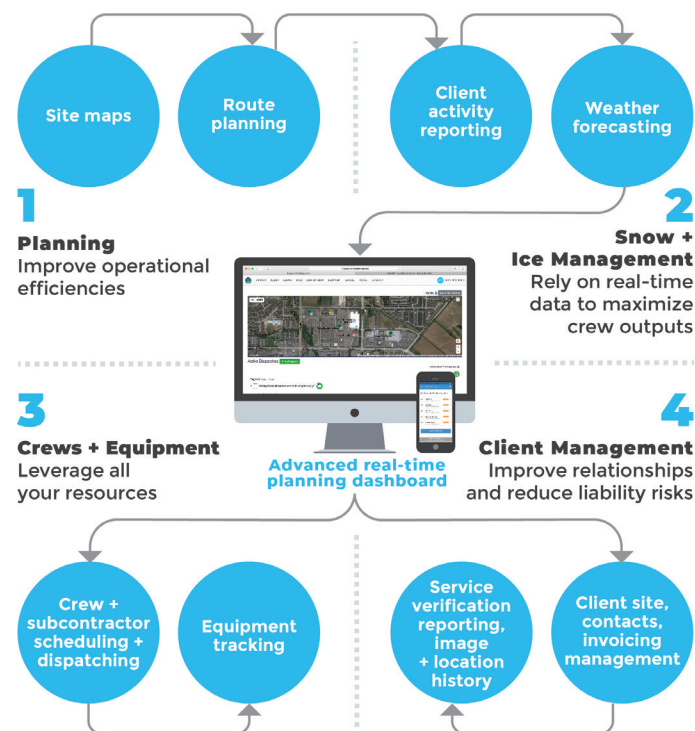 Site maps
Route
planning
Client
activity
reporting
Weather
forecasting
1
Planning
Improve operational
efficiencies
2
Snow +
Ice Management
Rely on real-time
data to maximize
crew outputs
Active Dispatches
3
Crews + Equipment
Leverage all
your resources
Advanced real-time
planning dashboard
4
Client Management
Improve relationships
and reduce liability risks
Crew +
subcontractor
scheduling +
dispatching
Equipment
tracking
Service
verification
reporting,
image
+ location
history
Client site,
contacts,
invoicing
management